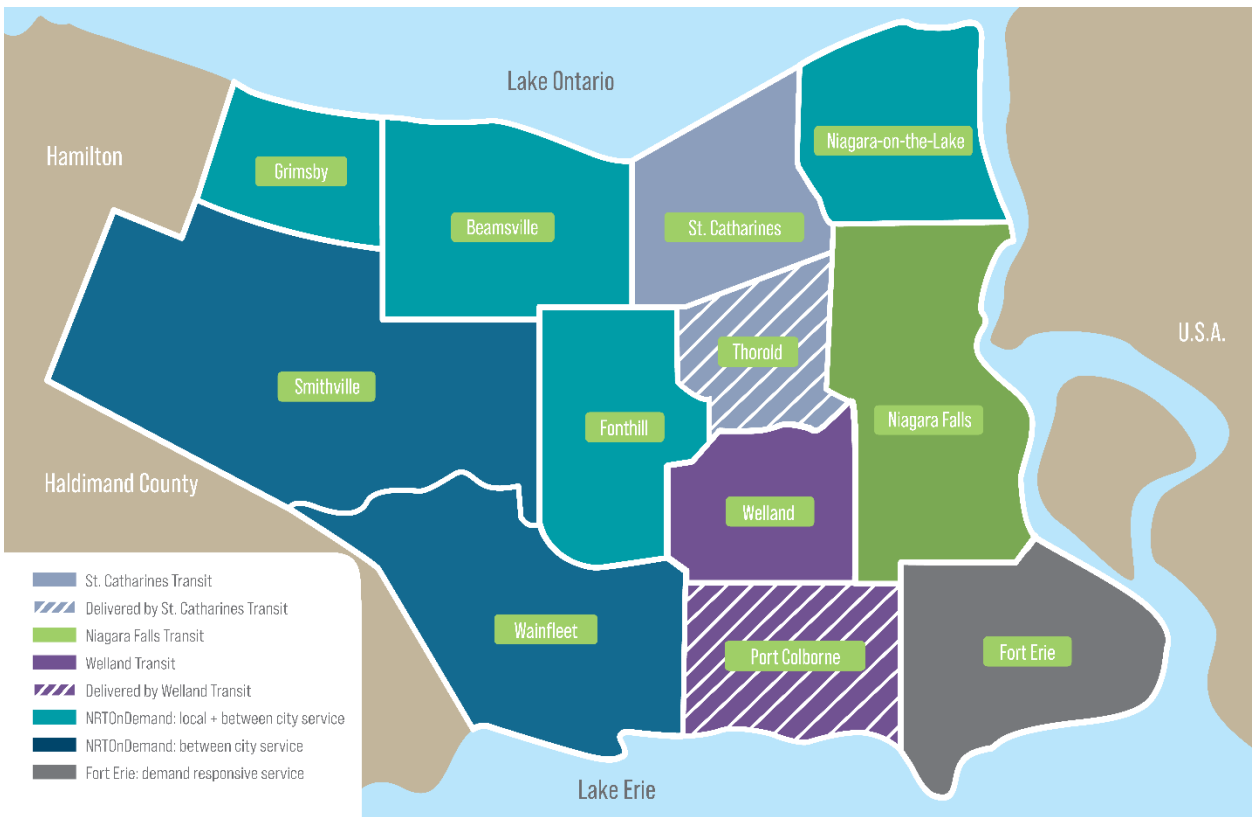 Lake Ontario
Hamilton
Grimsby
Niagara-on-the-Lake
Beamsville
St. Catharines
U.S.A.
Thorold
Smithville
Fonthill
Niagara Falls
Haldimand County
Welland
Wainfleet
Port Colborne
Fort Erie
Lake Erie
St. Catharines Transit
Delivered by St. Catharines Transit
Niagara Falls Transit
Welland Transit
Delivered by Welland Transit
NRTOnDemand: local + between city service
NRTOnDemand: between city service
Fort Erie: demand responsive service